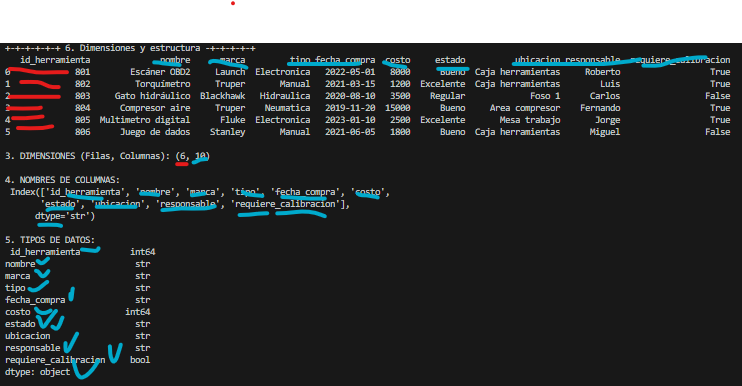 +-+-+-+-+-+ 6. Dimensiones y estructura -+-+-+-+-+
id_herramienta nombre marca tipo fecha_compra costo estado ubicacion responsable requiere_calibracion
0 801 Escáner OBD2 Launch Electronica 2022-05-01 8000 Bueno Caja herramientas Roberto True
1 802 Torquímetro Truper Manual 2021-03-15 1200 Excelente Caja herramientas Luis True
2 803 Gato hidráulico Blackhawk Hidraulica 2020-08-10 3500 Regular Foso 1 Carlos False
3 804 Compresor aire Truper Neumatica 2019-11-20 15000 Bueno Area compresor Fernando True
4 805 Multimetro digital Fluke Electronica 2023-01-10 2500 Excelente Mesa trabajo Jorge True
5 806 Juego de dados Stanley Manual 2021-06-05 1800 Bueno Caja herramientas Miguel False
3. DIMENSIONES (Filas, Columnas): (6, 10)
4. NOMBRES DE COLUMNAS:
Index(['id_herramienta', 'nombre', 'marca', 'tipo', 'fecha_compra', 'costo',
'estado', 'ubicacion', 'responsable', 'requiere_calibracion'],
dtype='str')
5. TIPOS DE DATOS:
id_herramienta int64
nombre str
marca str
tipo str
fecha_compra str
costo int64
estado str
ubicacion str
responsable str
requiere_calibracion bool
dtype: object